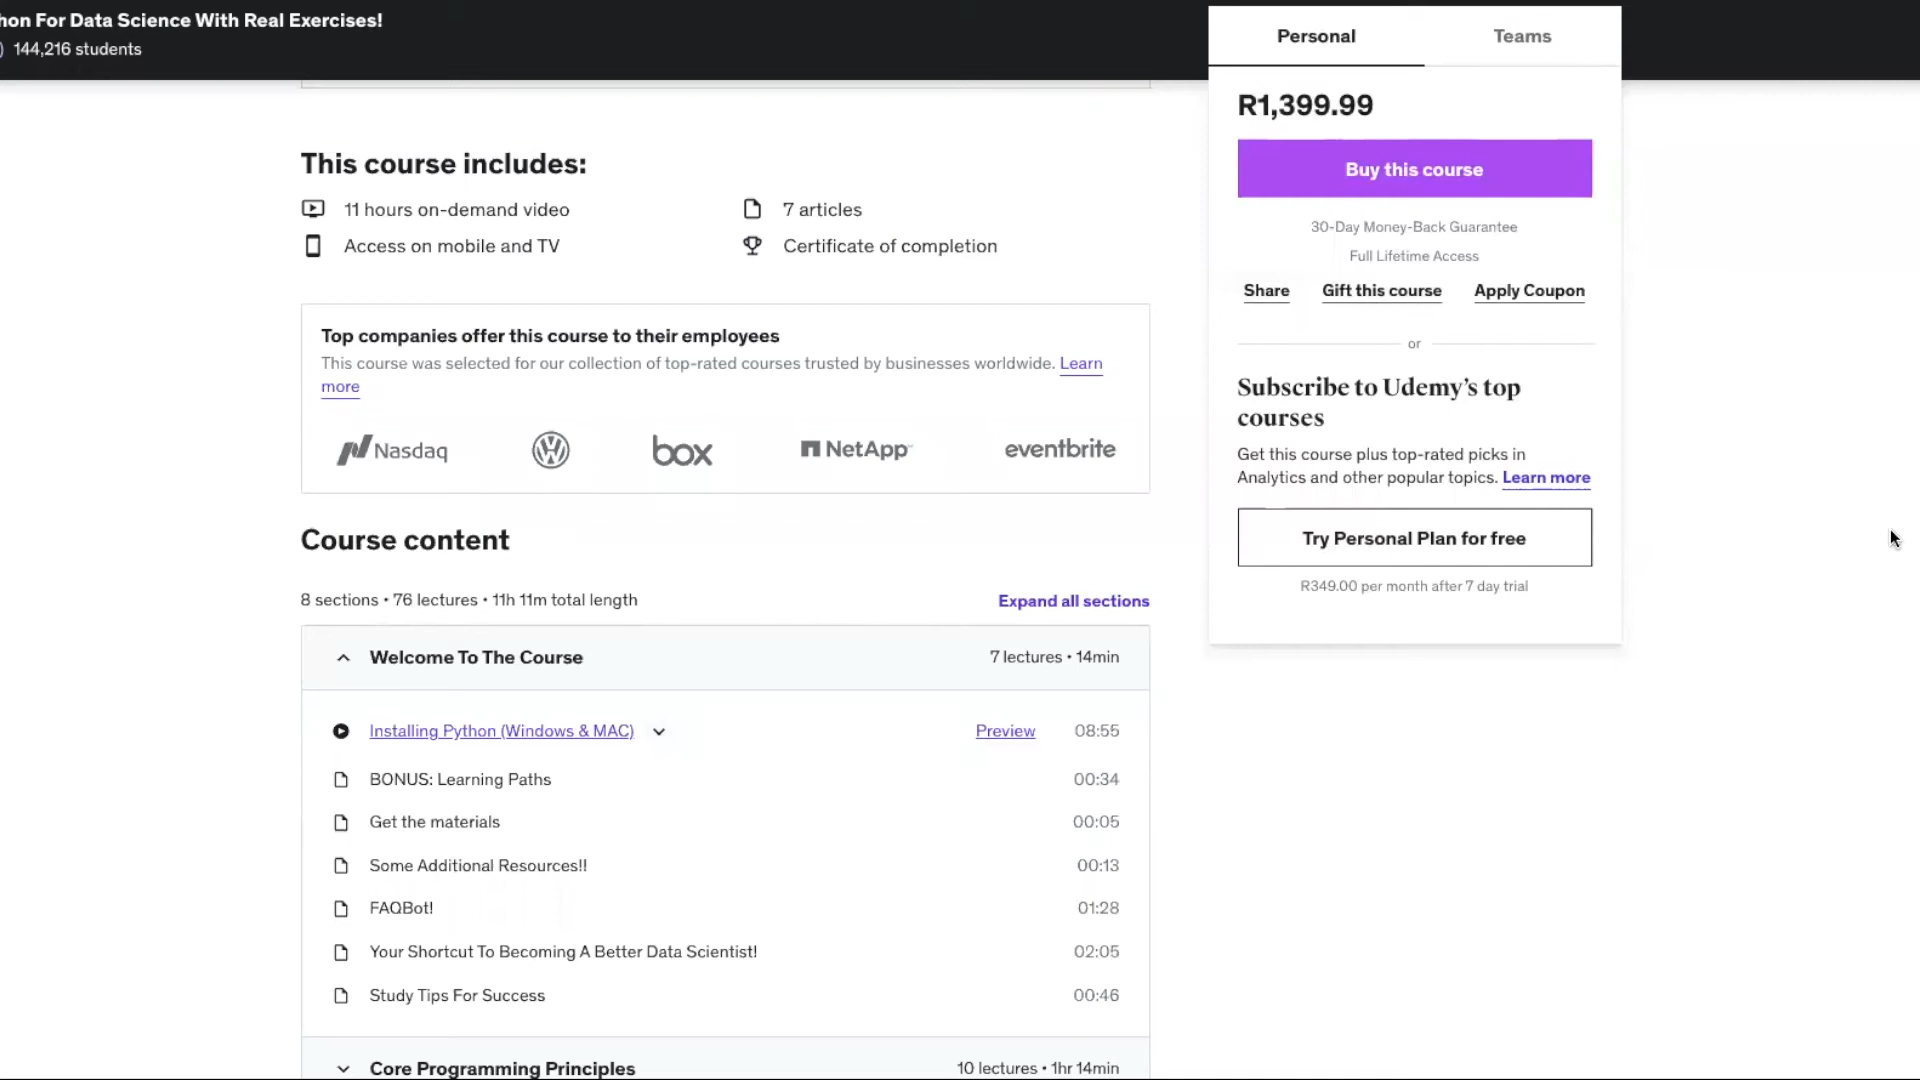 hon For Data Science With Real Exercises!
144,216 students
Personal
Teams
R1,399.99
Buy this course
30-Day Money-Back Guarantee
Full Lifetime Access
Share
Gift this course
Apply Coupon
or
Subscribe to Udemy’s top
courses
Get this course plus top-rated picks in
Analytics and other popular topics. Learn more
Try Personal Plan for free
R349.00 per month after 7 day trial
This course includes:
11 hours on-demand video
7 articles
Access on mobile and TV
Certificate of completion
Top companies offer this course to their employees
This course was selected for our collection of top-rated courses trusted by businesses worldwide. Learn
more
Nasdaq
box
NetApp
eventbrite
Course content
8 sections • 76 lectures • 11h 11m total length
Expand all sections
Welcome To The Course
7 lectures • 14min
Installing Python (Windows & MAC)
Preview
08:55
BONUS: Learning Paths
00:34
Get the materials
00:05
Some Additional Resources!!
00:13
FAQBot!
01:28
Your Shortcut To Becoming A Better Data Scientist!
02:05
Study Tips For Success
00:46
Core Programming Principles
10 lectures • 1hr 14min